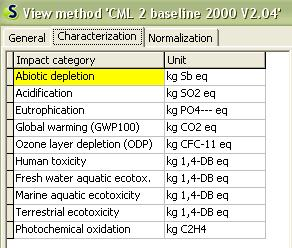 View method 'CML 2 baseline 2000 V2.04'
General Characterization Normalization
Impact category Unit
Abiotic depletion kg Sb eq
Acidification kg SO2 eq
Eutrophication kg PO4--- eq
Global warming (GWP100) kg CO2 eq
Ozone layer depletion (ODP) kg CFC-11 eq
Human toxicity kg 1,4-DB eq
Fresh water aquatic ecotox. kg 1,4-DB eq
Marine aquatic ecotoxicity kg 1,4-DB eq
Terrestrial ecotoxicity kg 1,4-DB eq
Photochemical oxidation kg C2H4